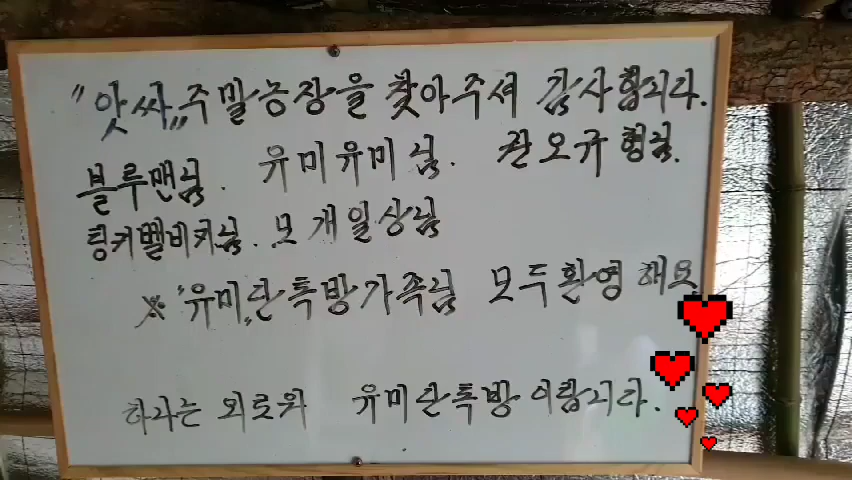 "앗싸" 주말농장을 찾아주셔 감사합니다.
블루맨님. 유미유미님. 관오규형님.
팅커벨비키님. 모개일상님
※ "유미" 단톡방가족님 모두환영해요
하라는 외로워 유미단톡방 이랍니다.